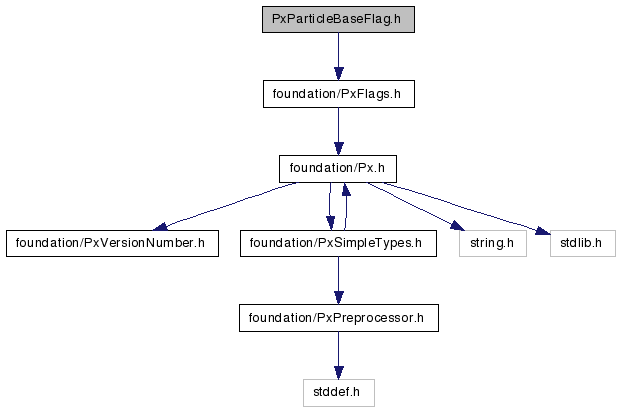 PxParticleBaseFlag.h
foundation/PxFlags.h
foundation/Px.h
foundation/PxVersionNumber.h
foundation/PxSimpleTypes.h
string.h
stdlib.h
foundation/PxPreprocessor.h
stddef.h